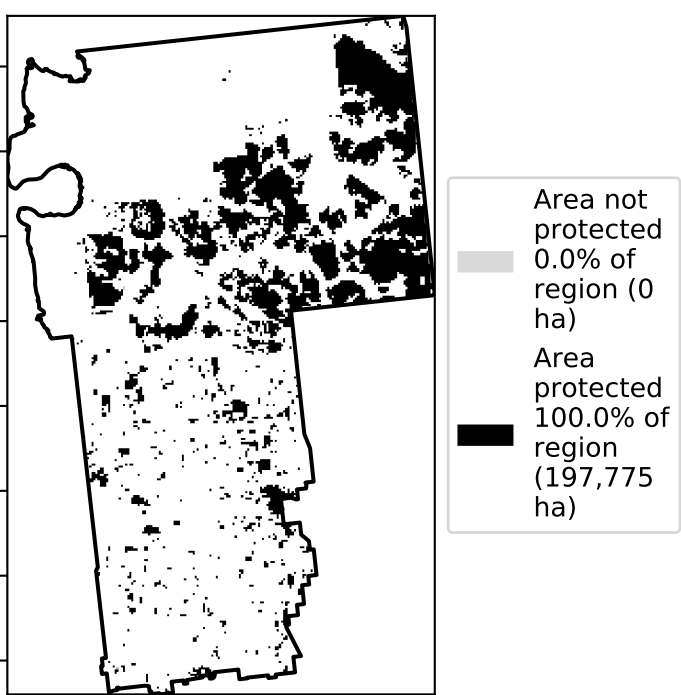 Area not
protected
0.0% of
region (0
ha)
Area
protected
100.0% of
region
(197,775
ha)